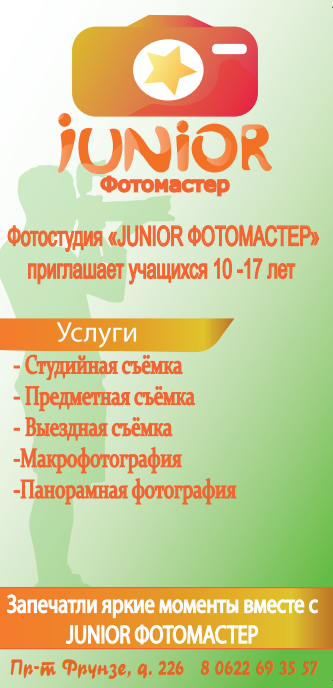 JUNIOR
Фотомастер
Фотостудия «JUNIOR ФОТОМАСТЕР»
приглашает учащихся 10 -17 лет
Услуги
- Студийная съёмка
- Предметная съёмка
- Выездная съёмка
-Макрофотография
-Панорамная фотография
Запечатли яркие моменты вместе с
JUNIOR ФОТОМАСТЕР
Пр-т Фрунзе, д. 226 8 0622 69 35 57